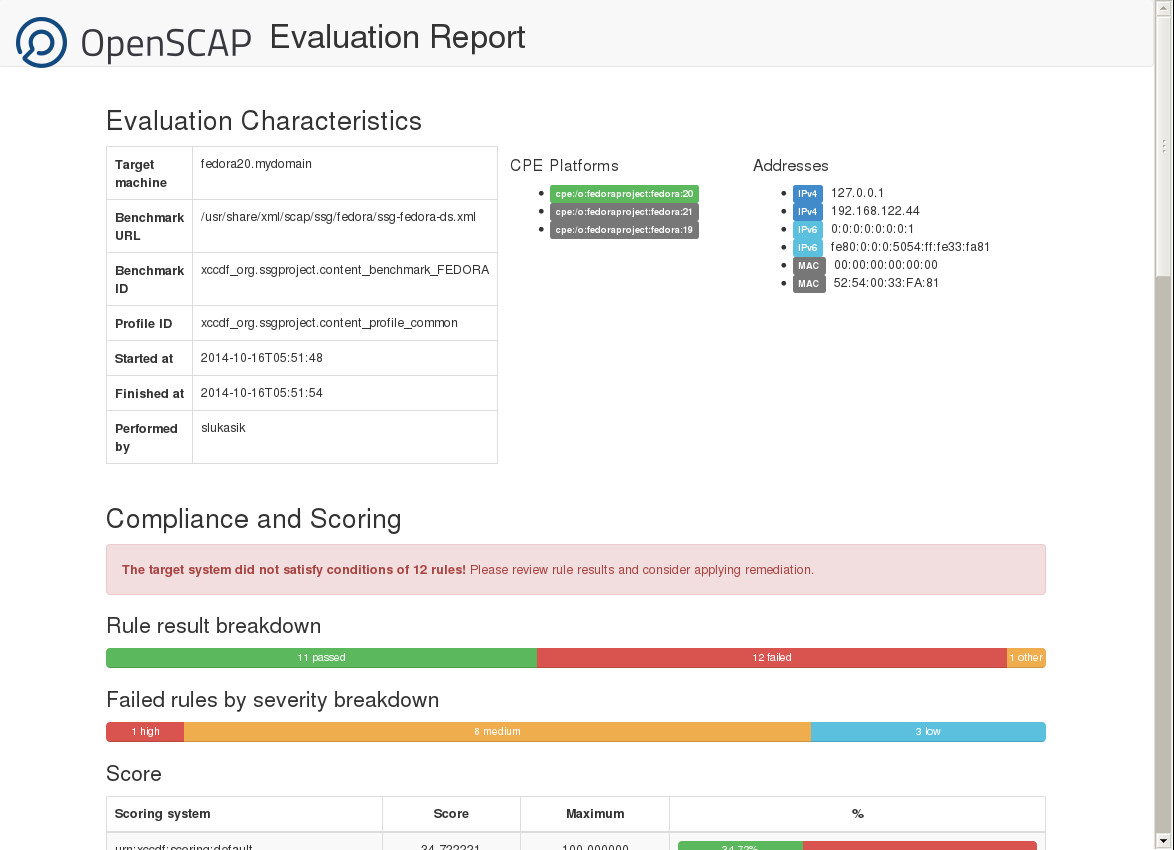 OpenSCAP Evaluation Report
Evaluation Characteristics
Target machine fedora20.mydomain
Benchmark URL /usr/share/xml/scap/ssg/fedora/ssg-fedora-ds.xml
Benchmark ID xccdf_org.ssgproject.content_benchmark_FEDORA
Profile ID xccdf_org.ssgproject.content_profile_common
Started at 2014-10-16T05:51:48
Finished at 2014-10-16T05:51:54
Performed by slukasik
CPE Platforms
cpe:/o:fedoraproject:fedora:20
cpe:/o:fedoraproject:fedora:21
cpe:/o:fedoraproject:fedora:19
Addresses
IPv4 127.0.0.1
IPv4 192.168.122.44
IPv6 0:0:0:0:0:0:0:1
IPv6 fe80:0:0:0:5054:ff:fe33:fa81
MAC 00:00:00:00:00:00
MAC 52:54:00:33:FA:81
Compliance and Scoring
The target system did not satisfy conditions of 12 rules! Please review rule results and consider applying remediation.
Rule result breakdown
11 passed 12 failed 1 other
Failed rules by severity breakdown
1 high 8 medium 3 low
Score
Scoring system Score Maximum %
urn:xccdf:scoring:default 34.722221 100.000000 34.72%